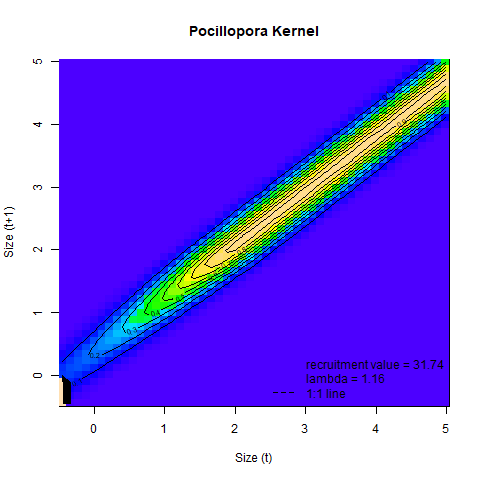 Pocillopora Kernel
Size (t+1)
5
4
3
2
1
0
recruitment value = 31.74
lambda = 1.16
1:1 line
0 1 2 3 4 5
Size (t)